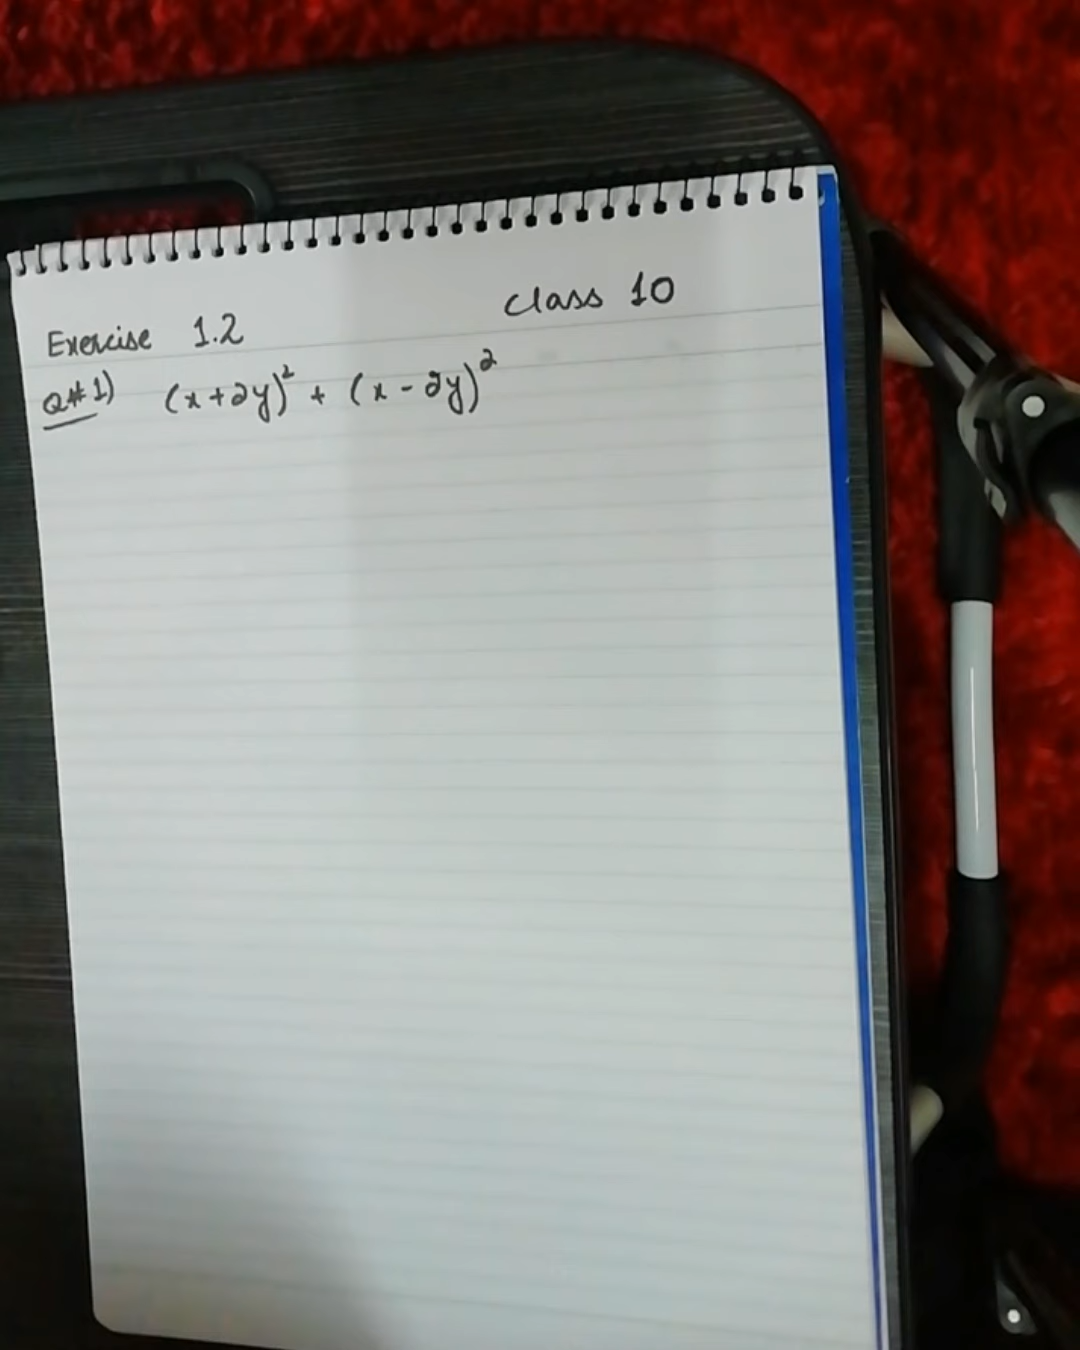 Class 10
Exercise 1.2
Q#1) (x+2y)² + (x-2y)²